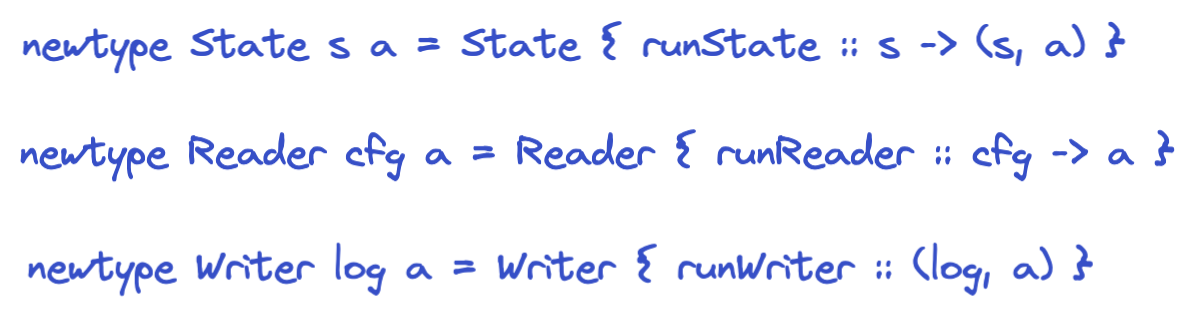 newtype State s a = State { runState :: s -> (s, a) }
newtype Reader cfg a = Reader { runReader :: cfg -> a }
newtype Writer log a = Writer { runWriter :: (log, a) }